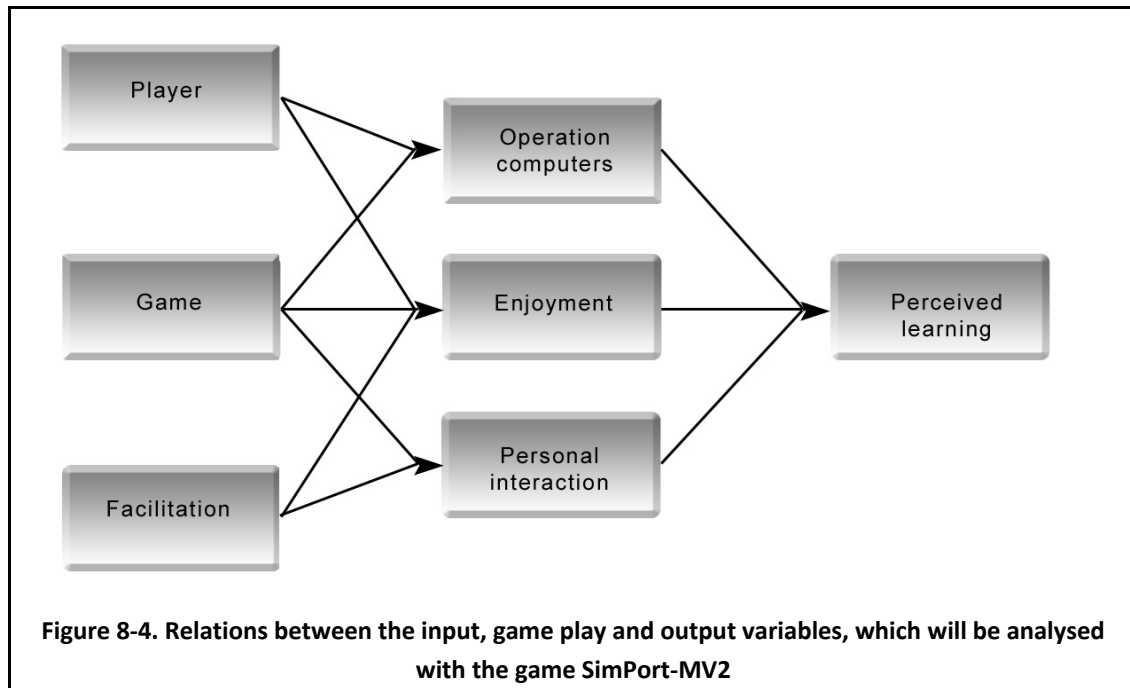 Player
Operation
computers
Game
Enjoyment
Perceived
learning
Personal
interaction
Facilitation
Figure 8-4. Relations between the input, game play and output variables, which will be analysed
with the game SimPort-MV2